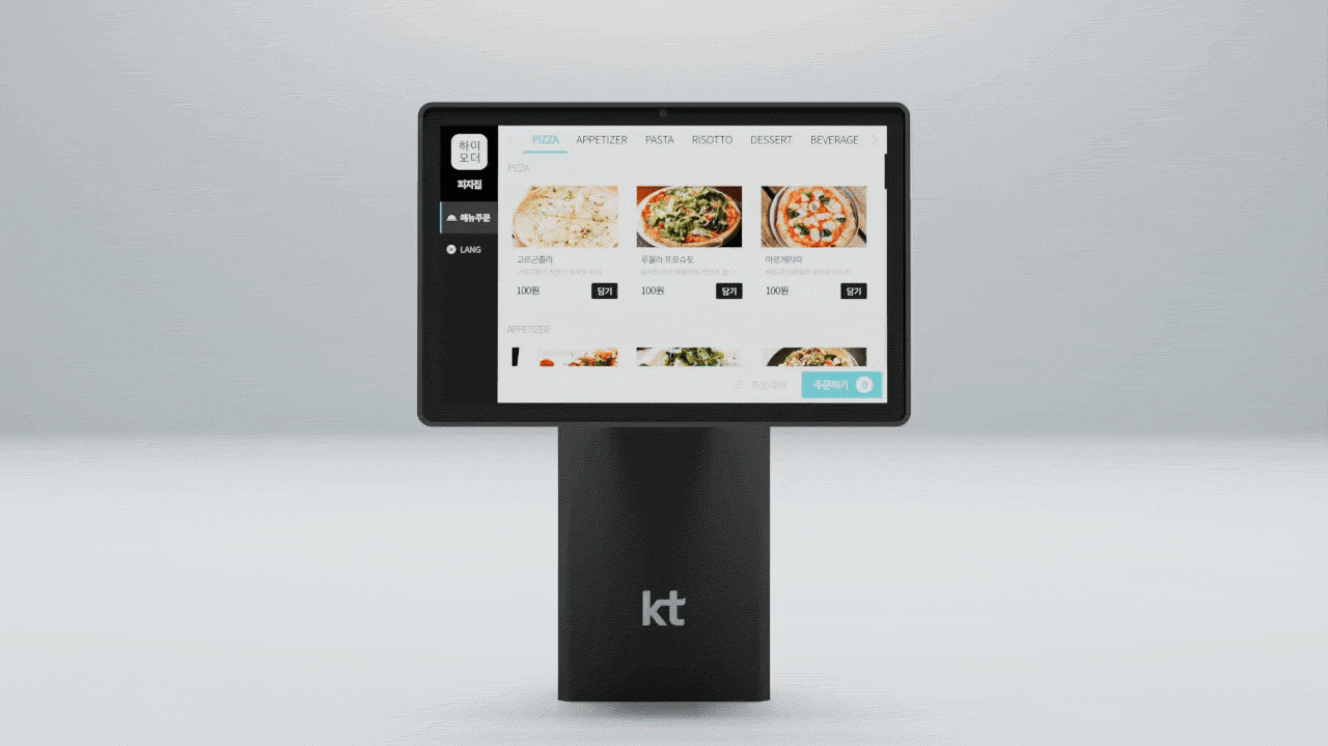 하이
오더
피자집
메뉴주문
LANG
PIZZA
APPETIZER
PASTA
RISOTTO
DESSERT
BEVERAGE
PIZZA
고르곤졸라
루꼴라 프로슈토
마르게리따
100원
담기
100원
담기
100원
담기
APPETIZER
주문내역
주문하기 0
kt